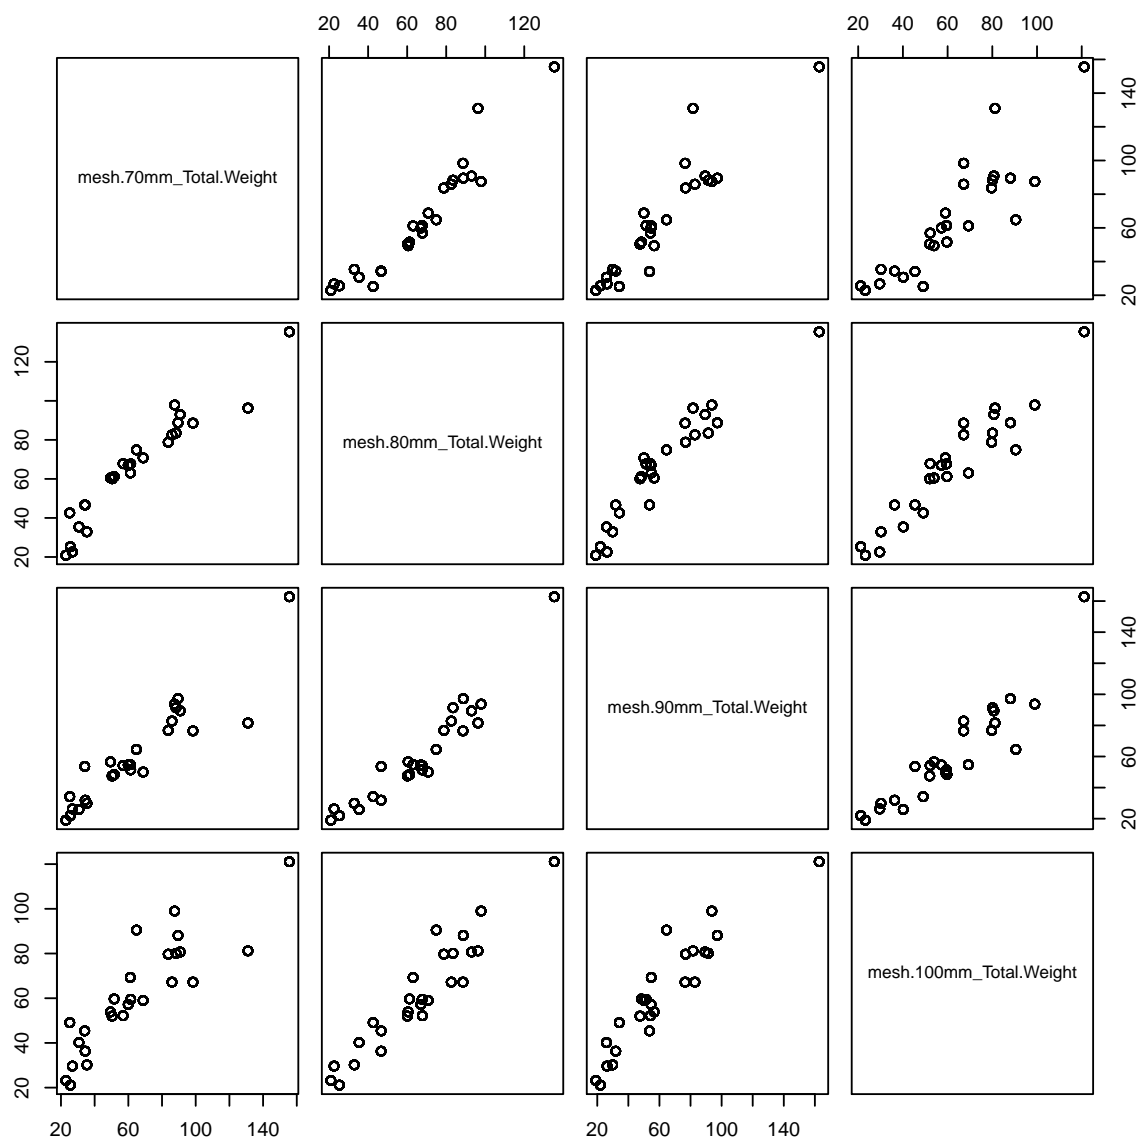 20 40 60 80 120
20 40 60 80 100
mesh.70mm_Total.Weight
20 60 100 140
20 40 60 80 120
mesh.80mm_Total.Weight
mesh.90mm_Total.Weight
20 60 100 140
20 40 60 80 100
mesh.100mm_Total.Weight
20 60 100 140
20 60 100 140